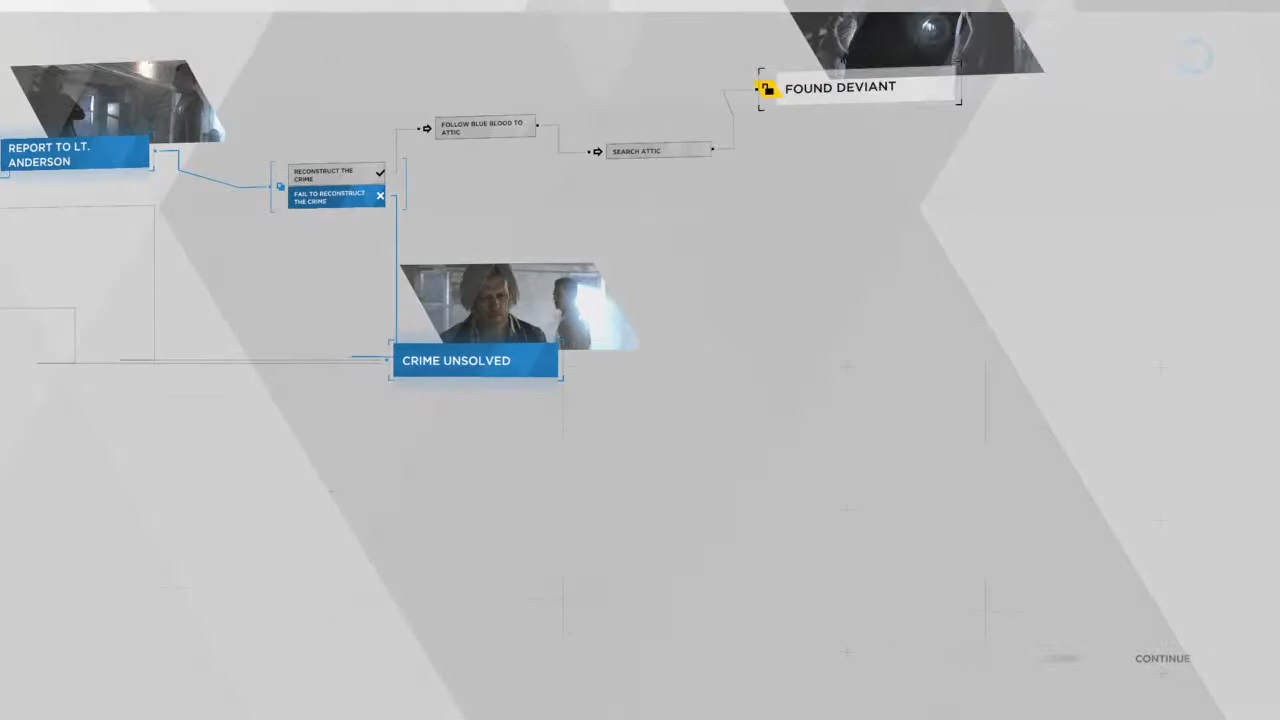 REPORT TO LT.
ANDERSON
RECONSTRUCT THE
CRIME
FAIL TO RECONSTRUCT
THE CRIME
FOLLOW BLUE BLOOD TO
ATTIC
SEARCH ATTIC
FOUND DEVIANT
CRIME UNSOLVED
CONTINUE